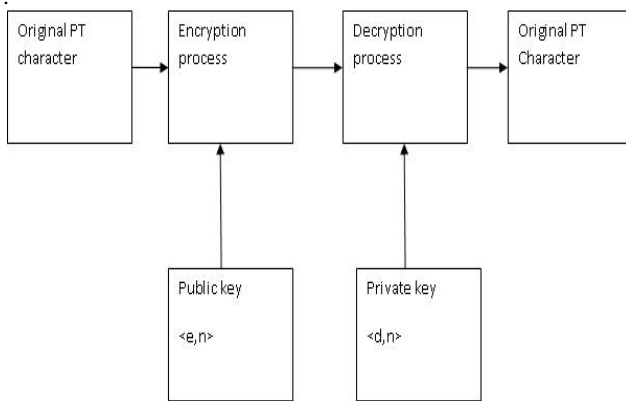 Original PT
character
Encryption
process
Decryption
process
Original PT
Character
Public key
<e,n>
Private key
<d,n>